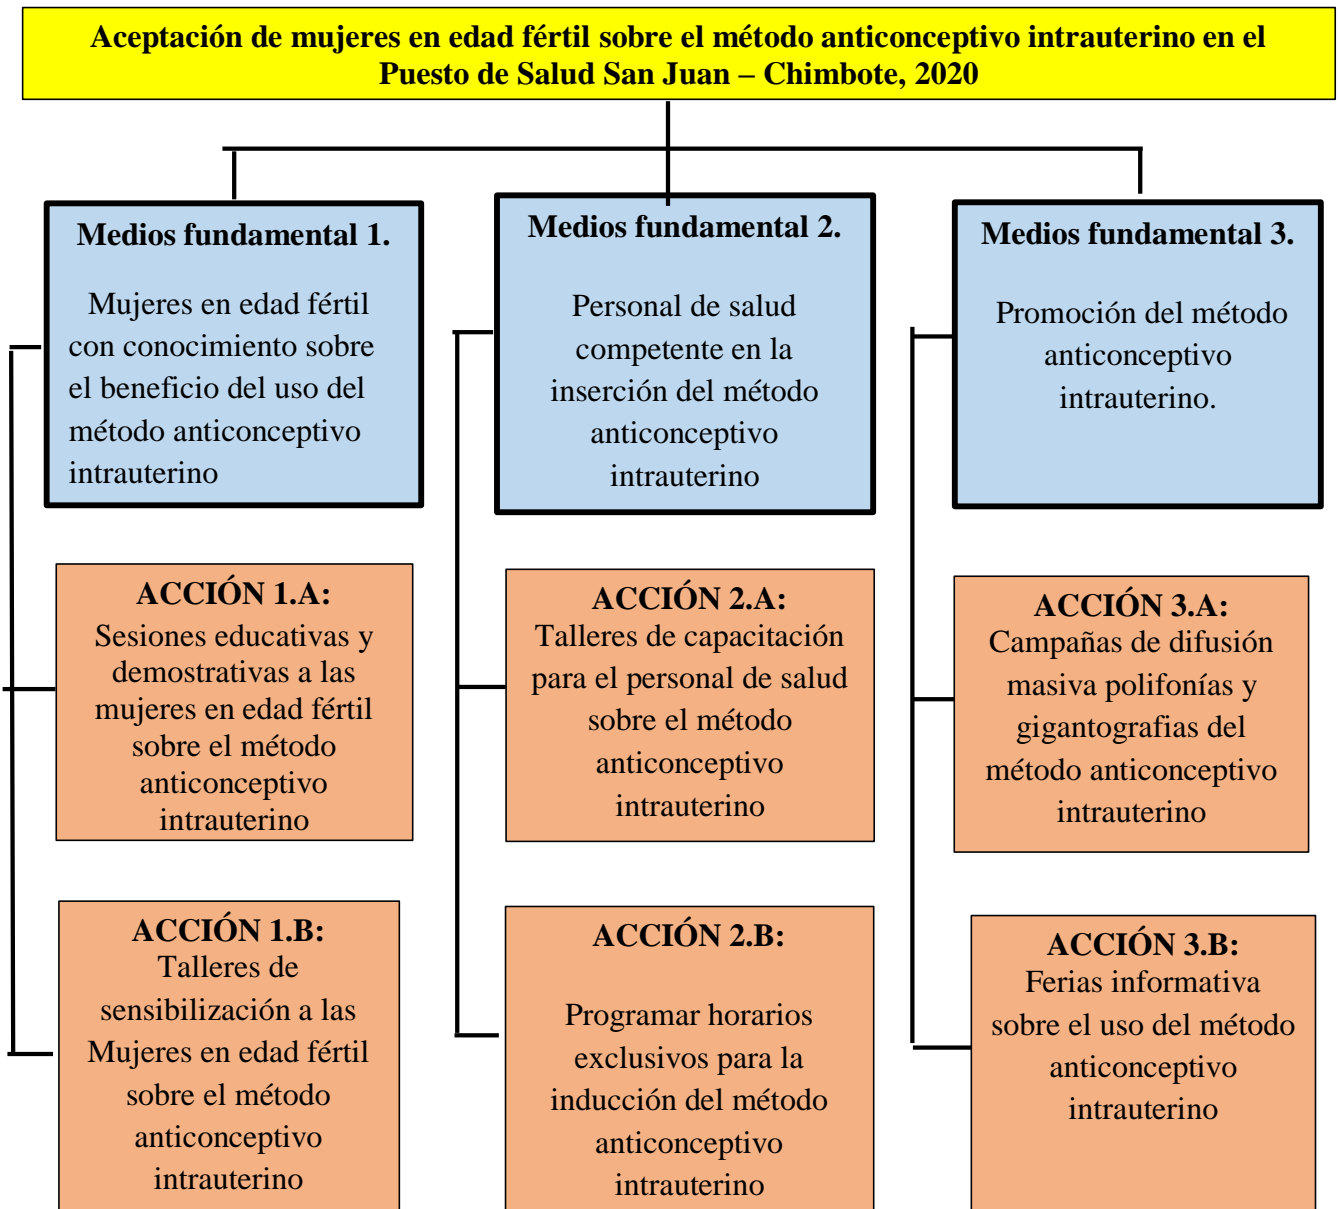 Aceptación de mujeres en edad fértil sobre el método anticonceptivo intrauterino en el
Puesto de Salud San Juan – Chimbote, 2020
Medios fundamental 1.
Mujeres en edad fértil
con conocimiento sobre
el beneficio del uso del
método anticonceptivo
intrauterino
Medios fundamental 2.
Personal de salud
competente en la
inserción del método
anticonceptivo
intrauterino
Medios fundamental 3.
Promoción del método
anticonceptivo
intrauterino.
ACCIÓN 1.A:
Sesiones educativas y
demostrativas a las
mujeres en edad fértil
sobre el método
anticonceptivo
intrauterino
ACCIÓN 2.A:
Talleres de capacitación
para el personal de salud
sobre el método
anticonceptivo
intrauterino
ACCIÓN 3.A:
Campañas de difusión
masiva polifonías y
gigantografias del
método anticonceptivo
intrauterino
ACCIÓN 1.B:
Talleres de
sensibilización a las
Mujeres en edad fértil
sobre el método
anticonceptivo
intrauterino
ACCIÓN 2.B:
Programar horarios
exclusivos para la
inducción del método
anticonceptivo
intrauterino
ACCIÓN 3.B:
Ferias informativa
sobre el uso del método
anticonceptivo
intrauterino